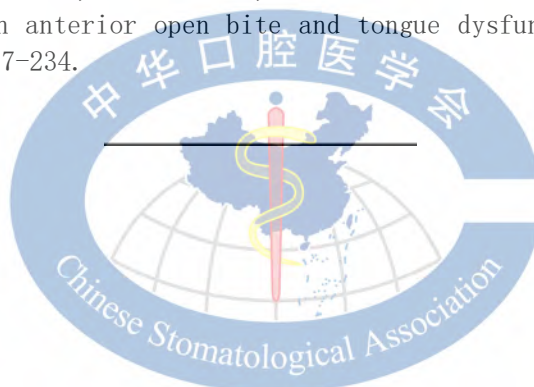 n anterior open bite and tongue dysfun
7-234.
中华口腔医学会
Chinese Stomatological Association